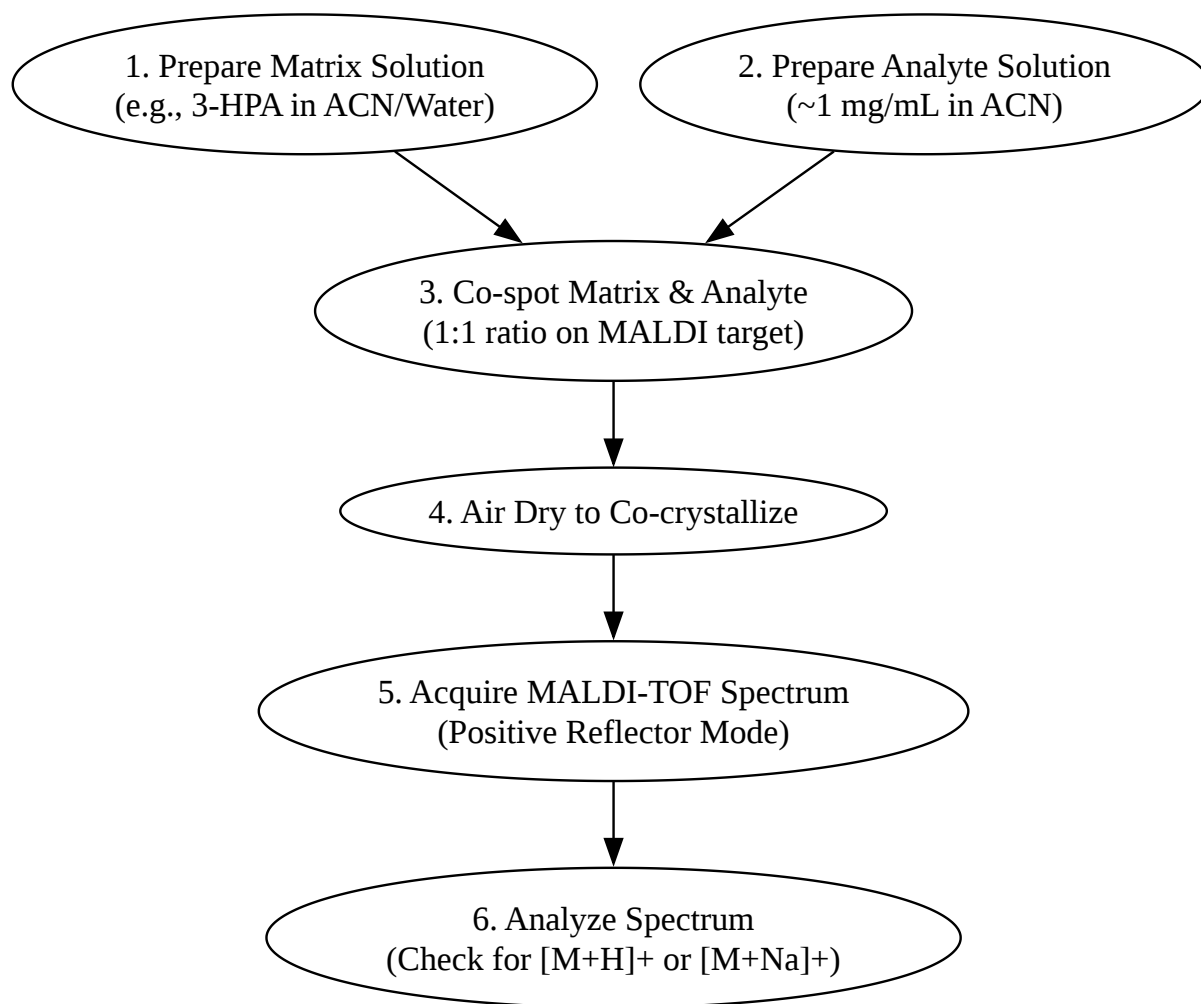 1. Prepare Matrix Solution
(e.g., 3-HPA in ACN/Water)
2. Prepare Analyte Solution
(~1 mg/mL in ACN)
3. Co-spot Matrix & Analyte
(1:1 ratio on MALDI target)
4. Air Dry to Co-crystallize
5. Acquire MALDI-TOF Spectrum
(Positive Reflector Mode)
6. Analyze Spectrum
(Check for [M+H]+ or [M+Na]+)